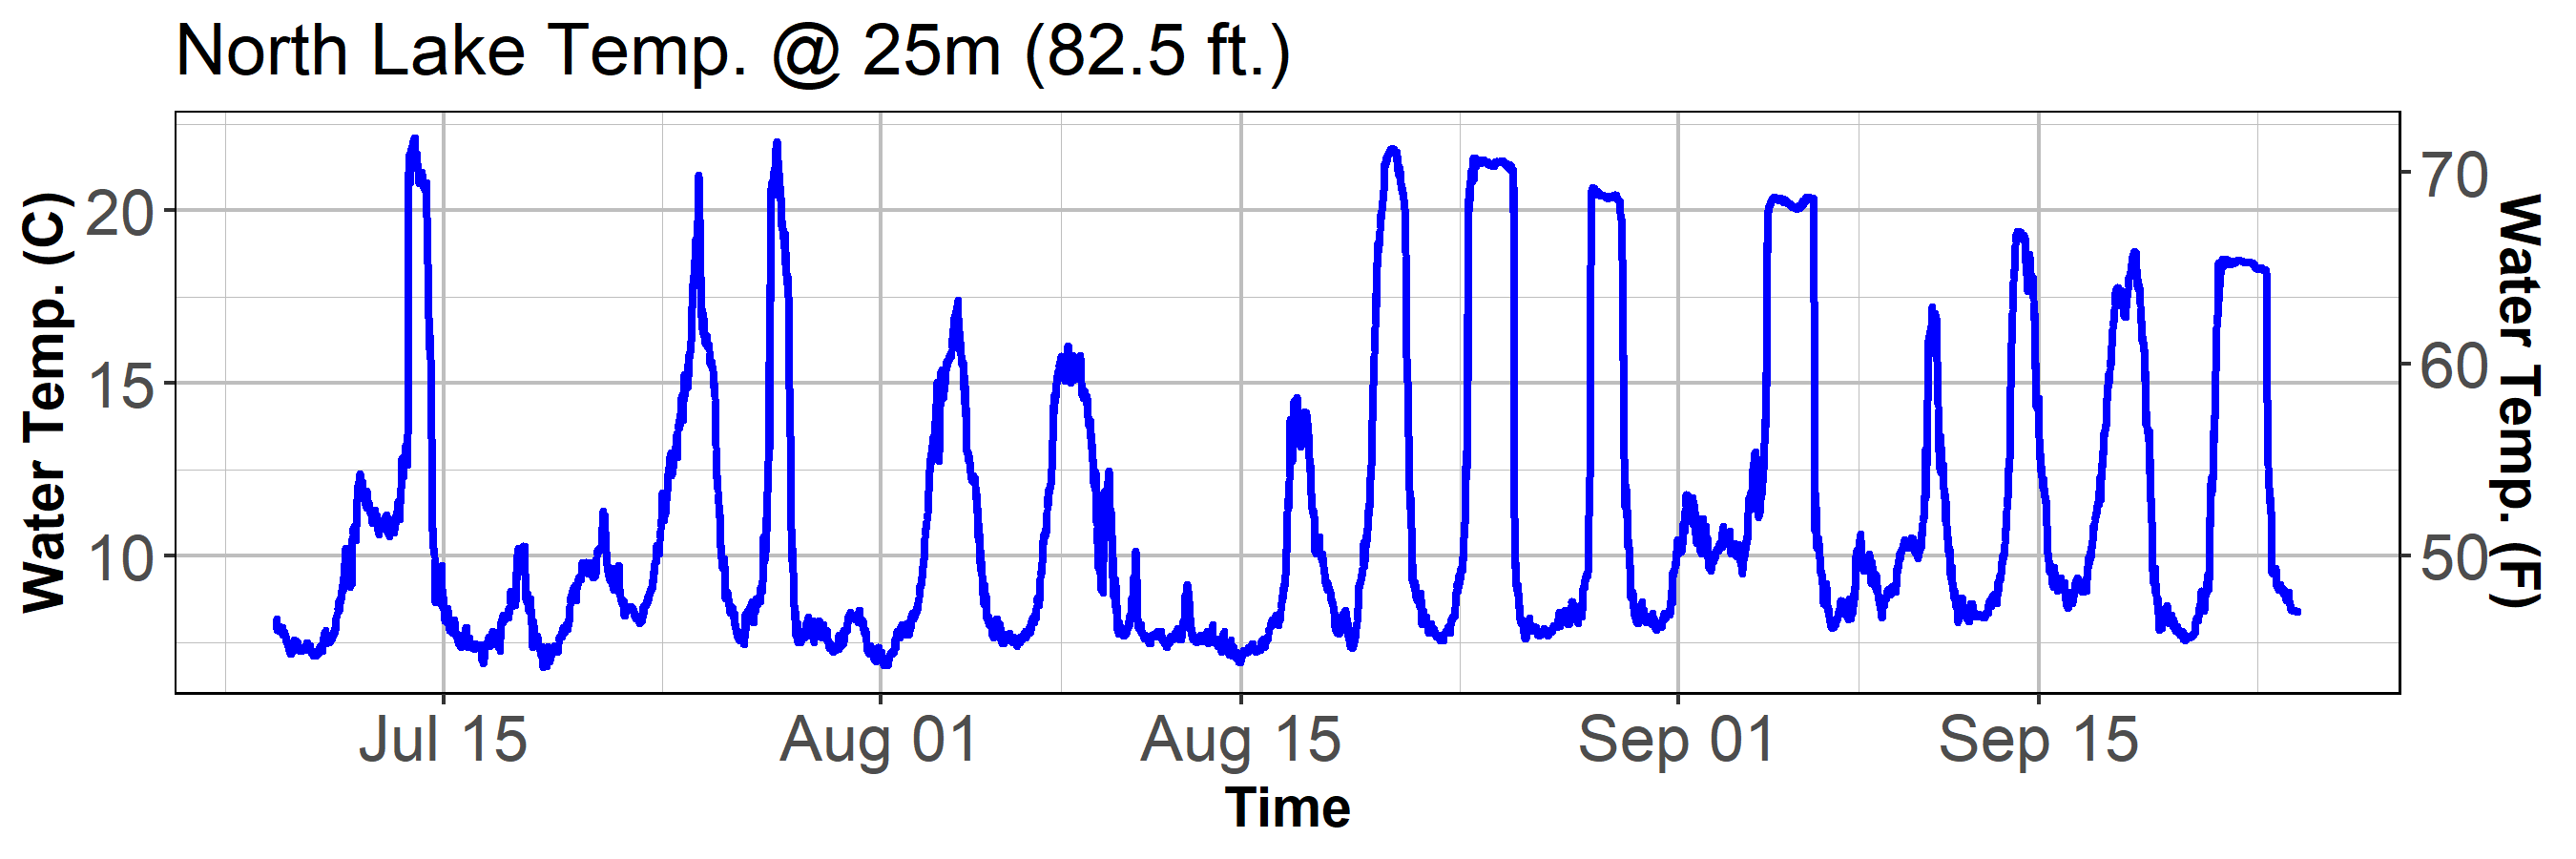 North Lake Temp. @ 25m (82.5 ft.)
Water Temp. (C)
20
15
10
70
60
50
Water Temp. (F)
Jul 15
Aug 01
Aug 15
Sep 01
Sep 15
Time